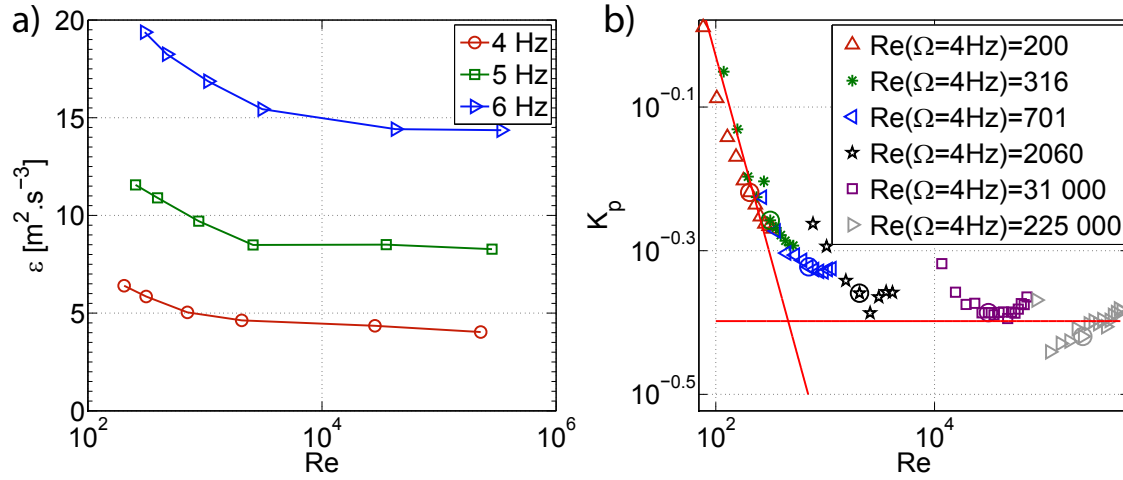 a)
20
15
10
5
0
ε [m².s⁻³]
10² 10⁴ 10⁶
Re
4 Hz
5 Hz
6 Hz
b)
K_p
10⁻⁰·¹
10⁻⁰·³
10⁻⁰·⁵
10² 10⁴
Re
Re(Ω=4Hz)=200
Re(Ω=4Hz)=316
Re(Ω=4Hz)=701
Re(Ω=4Hz)=2060
Re(Ω=4Hz)=31 000
Re(Ω=4Hz)=225 000